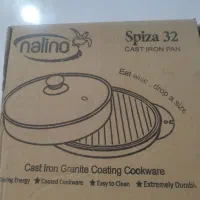 nalino
Spiza 32
CAST IRON PAN
Eat wise, drop a size
Cast Iron Granite Coating Cookware
Saving Energy ★ Coated Cookware ★ Easy to Clean ★ Extremely Durable